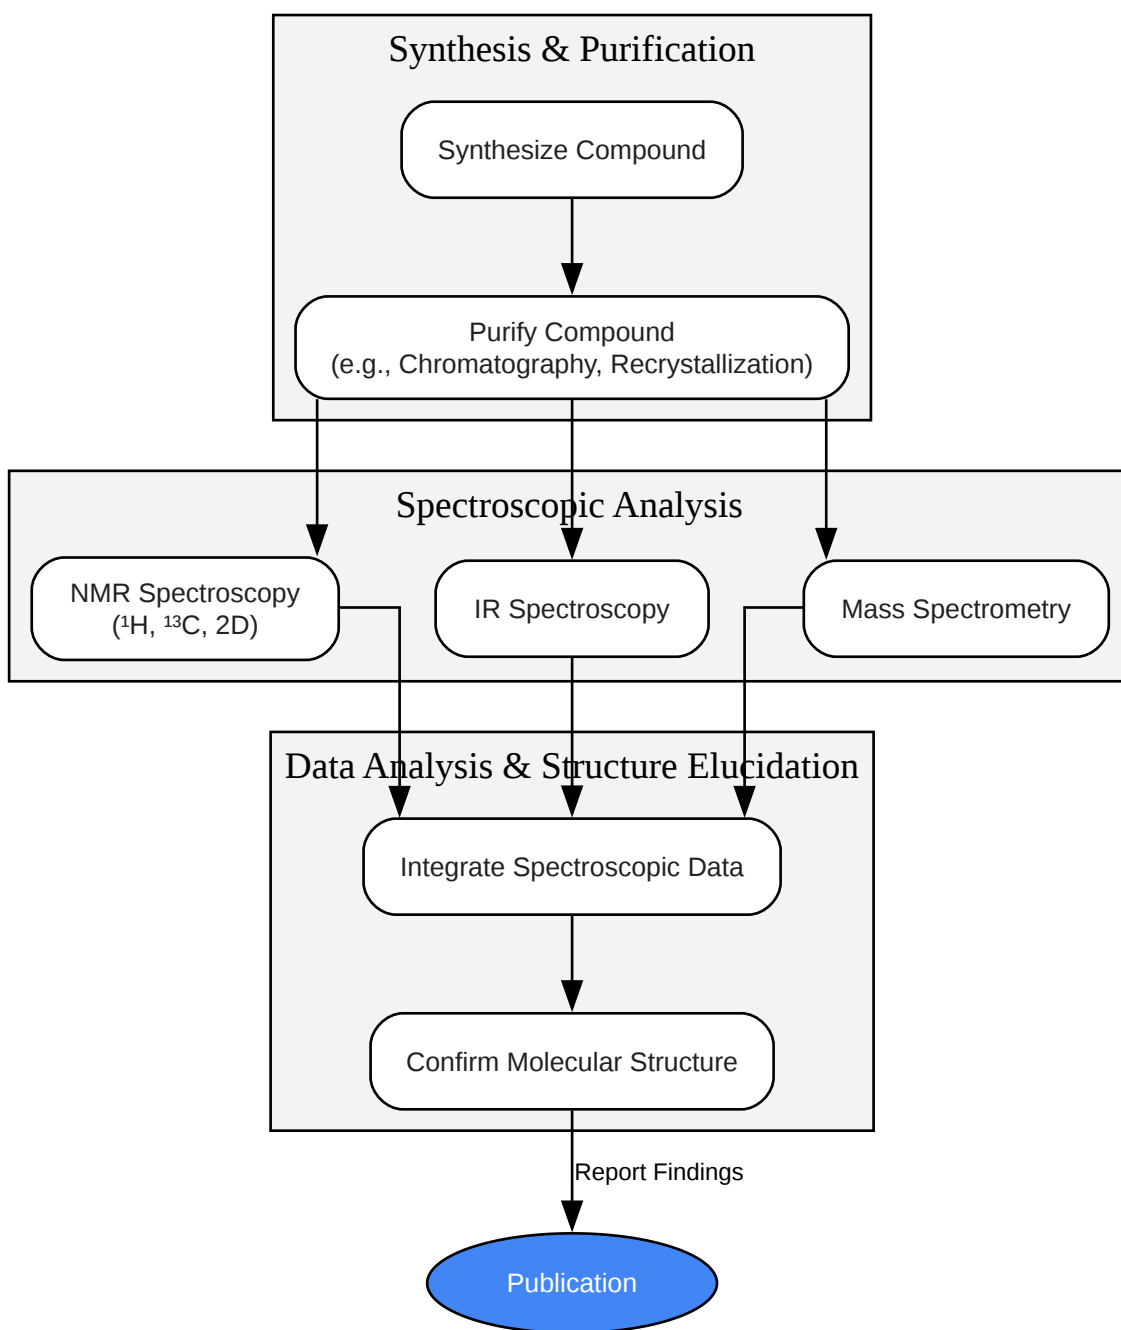 Synthesis & Purification
Synthesize Compound
Purify Compound
(e.g., Chromatography, Recrystallization)
Spectroscopic Analysis
NMR Spectroscopy
(¹H, ¹³C, 2D)
IR Spectroscopy
Mass Spectrometry
Data Analysis & Structure Elucidation
Integrate Spectroscopic Data
Confirm Molecular Structure
Report Findings
Publication